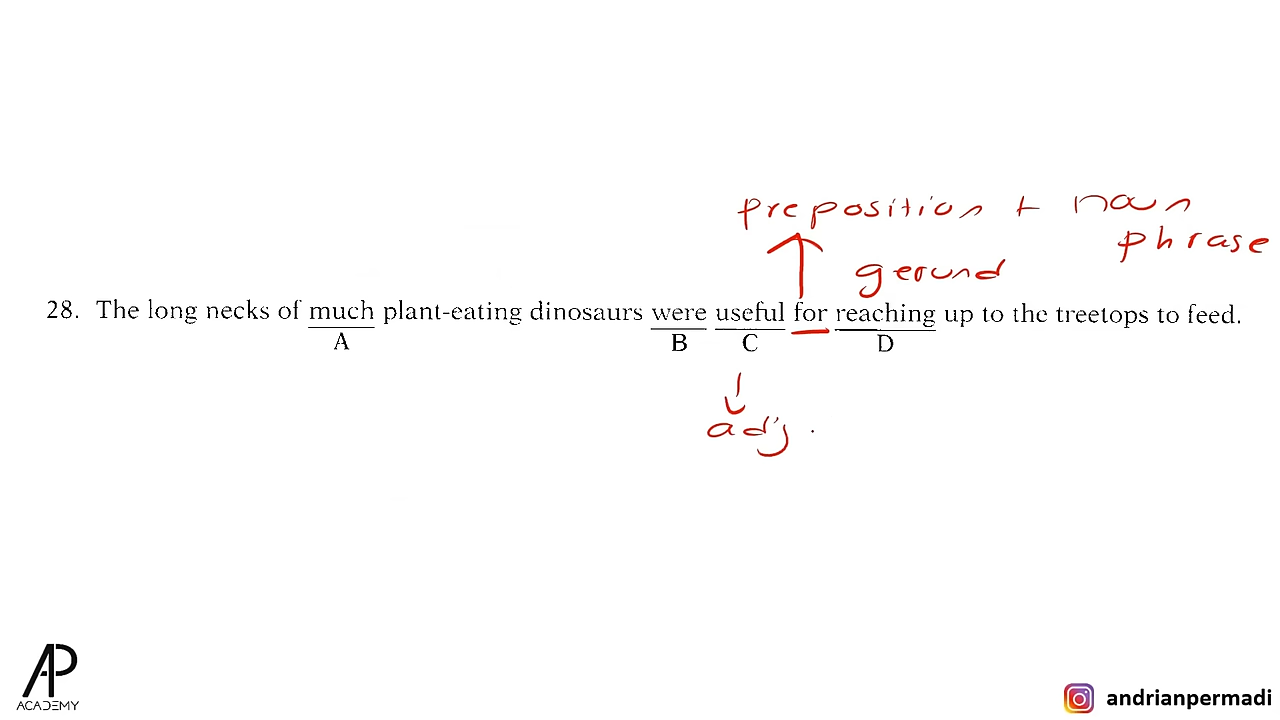 preposition + noun
phrase
gerund
28. The long necks of much plant-eating dinosaurs were useful for reaching up to the treetops to feed.
A B C D
adj.
AP
ACADEMY
andrianpermadi